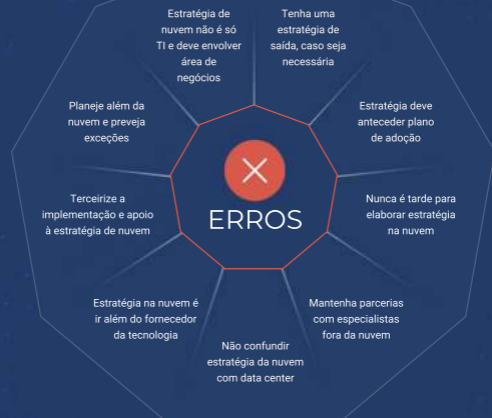 Estratégia de
nuvem não é só
TI e deve envolver
área de
negócios
Tenha uma
estratégia de
saída, caso seja
necessária
Planeje além da
nuvem e preveja
exceções
Estratégia deve
anteceder plano
de adoção
ERROS
Terceirize a
implementação e apoio
à estratégia de nuvem
Nunca é tarde para
elaborar estratégia
na nuvem
Estratégia na nuvem é
ir além do fornecedor
da tecnologia
Mantenha parcerias
com especialistas
fora da nuvem
Não confundir
estratégia da nuvem
com data center